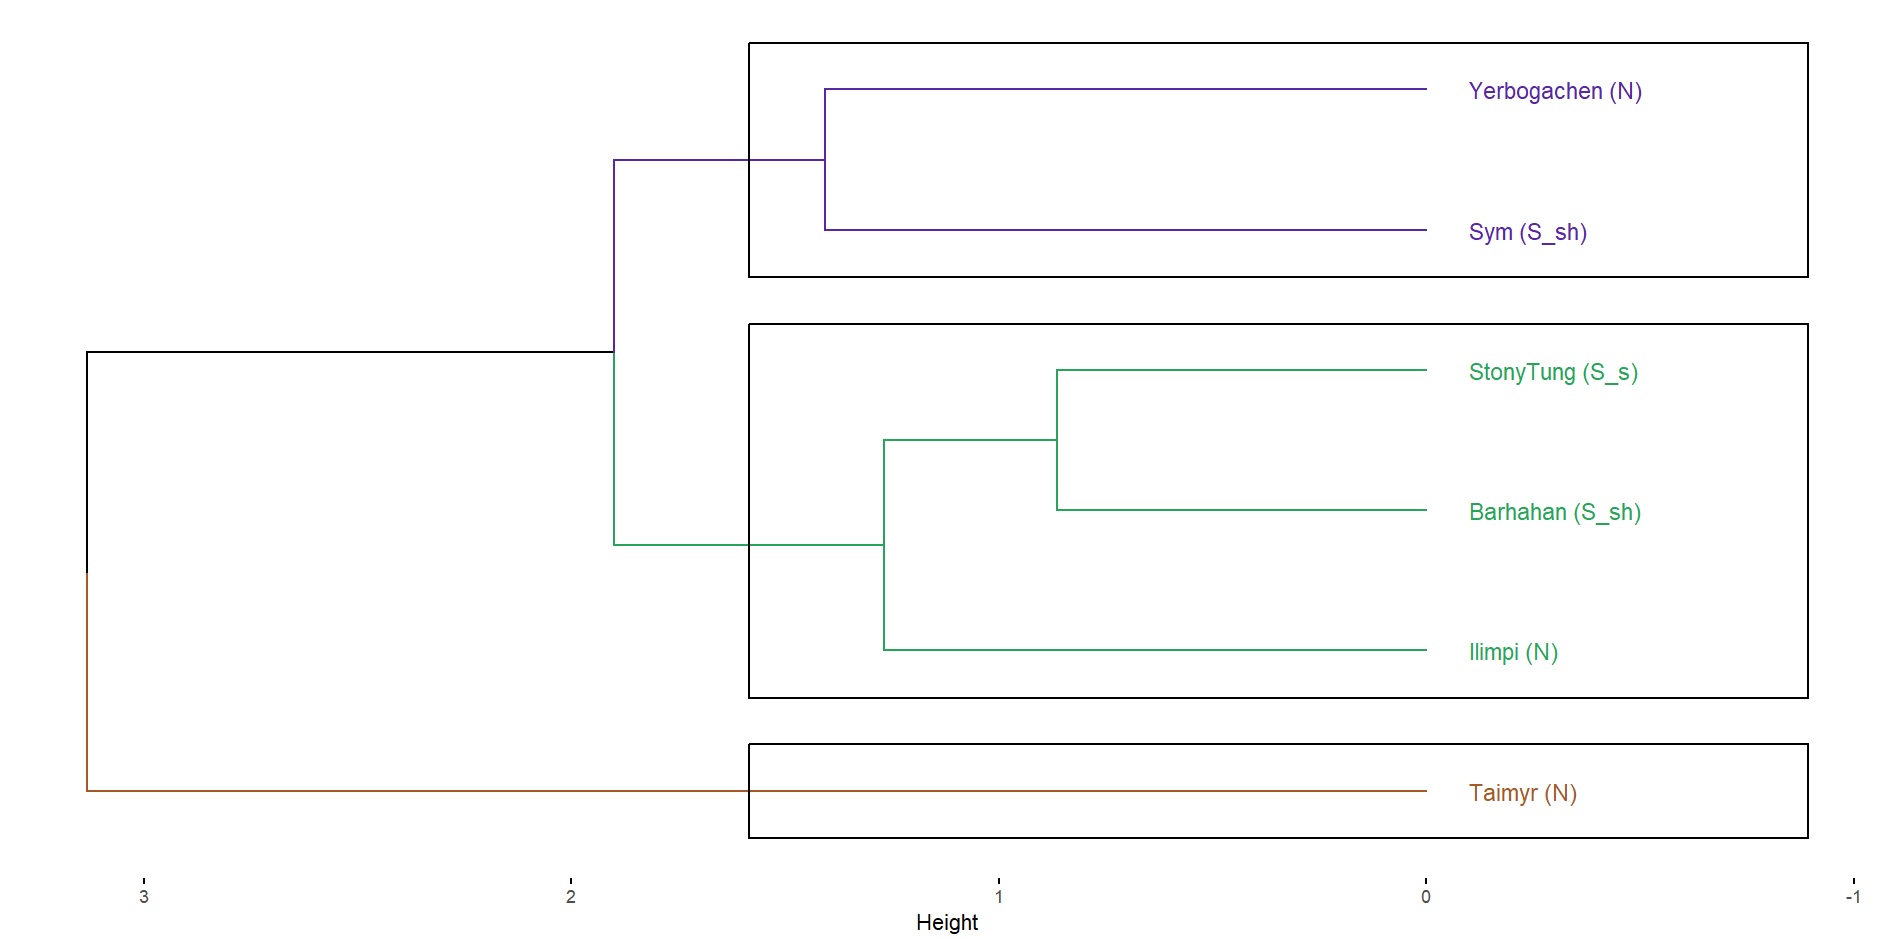 Yerbogachen (N)
Sym (S_sh)
StonyTung (S_s)
Barhahan (S_sh)
Ilimpi (N)
Taimyr (N)
3 2 1 0 -1
Height